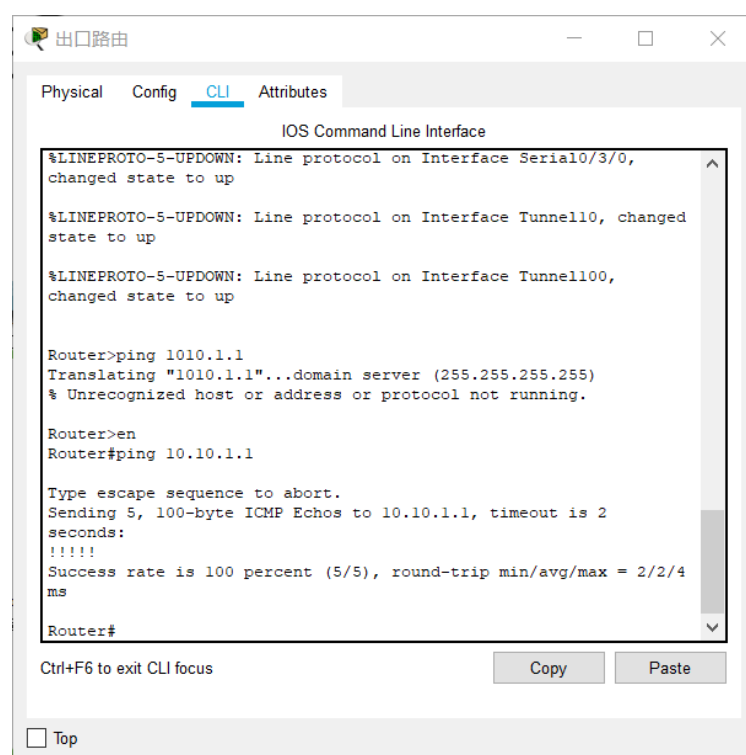 出口路由
Physical Config CLI Attributes
IOS Command Line Interface
%LINEPROTO-5-UPDOWN: Line protocol on Interface Serial0/3/0,
changed state to up
%LINEPROTO-5-UPDOWN: Line protocol on Interface Tunnel10, changed
state to up
%LINEPROTO-5-UPDOWN: Line protocol on Interface Tunnel100,
changed state to up
Router>ping 1010.1.1
Translating "1010.1.1"...domain server (255.255.255.255)
% Unrecognized host or address or protocol not running.
Router>en
Router#ping 10.10.1.1
Type escape sequence to abort.
Sending 5, 100-byte ICMP Echos to 10.10.1.1, timeout is 2
seconds:
!!!!!
Success rate is 100 percent (5/5), round-trip min/avg/max = 2/2/4
ms
Router#
Ctrl+F6 to exit CLI focus
Copy Paste
Top